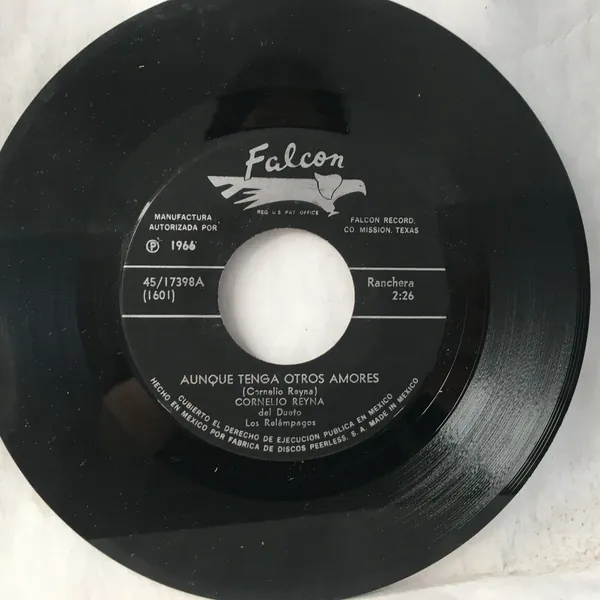 Falcon
REG U S PAT OFFICE
MANUFACTURA
AUTORIZADA POR
FALCON RECORD.
CO MISSION, TEXAS
℗ 1966
45/17398A
(1601)
Ranchera
2:26
AUNQUE TENGA OTROS AMORES
(Cornelio Reyna)
CORNELIO REYNA
del Dueto
Los Relámpagos
CUBIERTO EL DERECHO DE EJECUCION PUBLICA EN MEXICO
HECHO EN MEXICO POR FABRICA DE DISCOS PEERLESS, S. A. MADE IN MEXICO